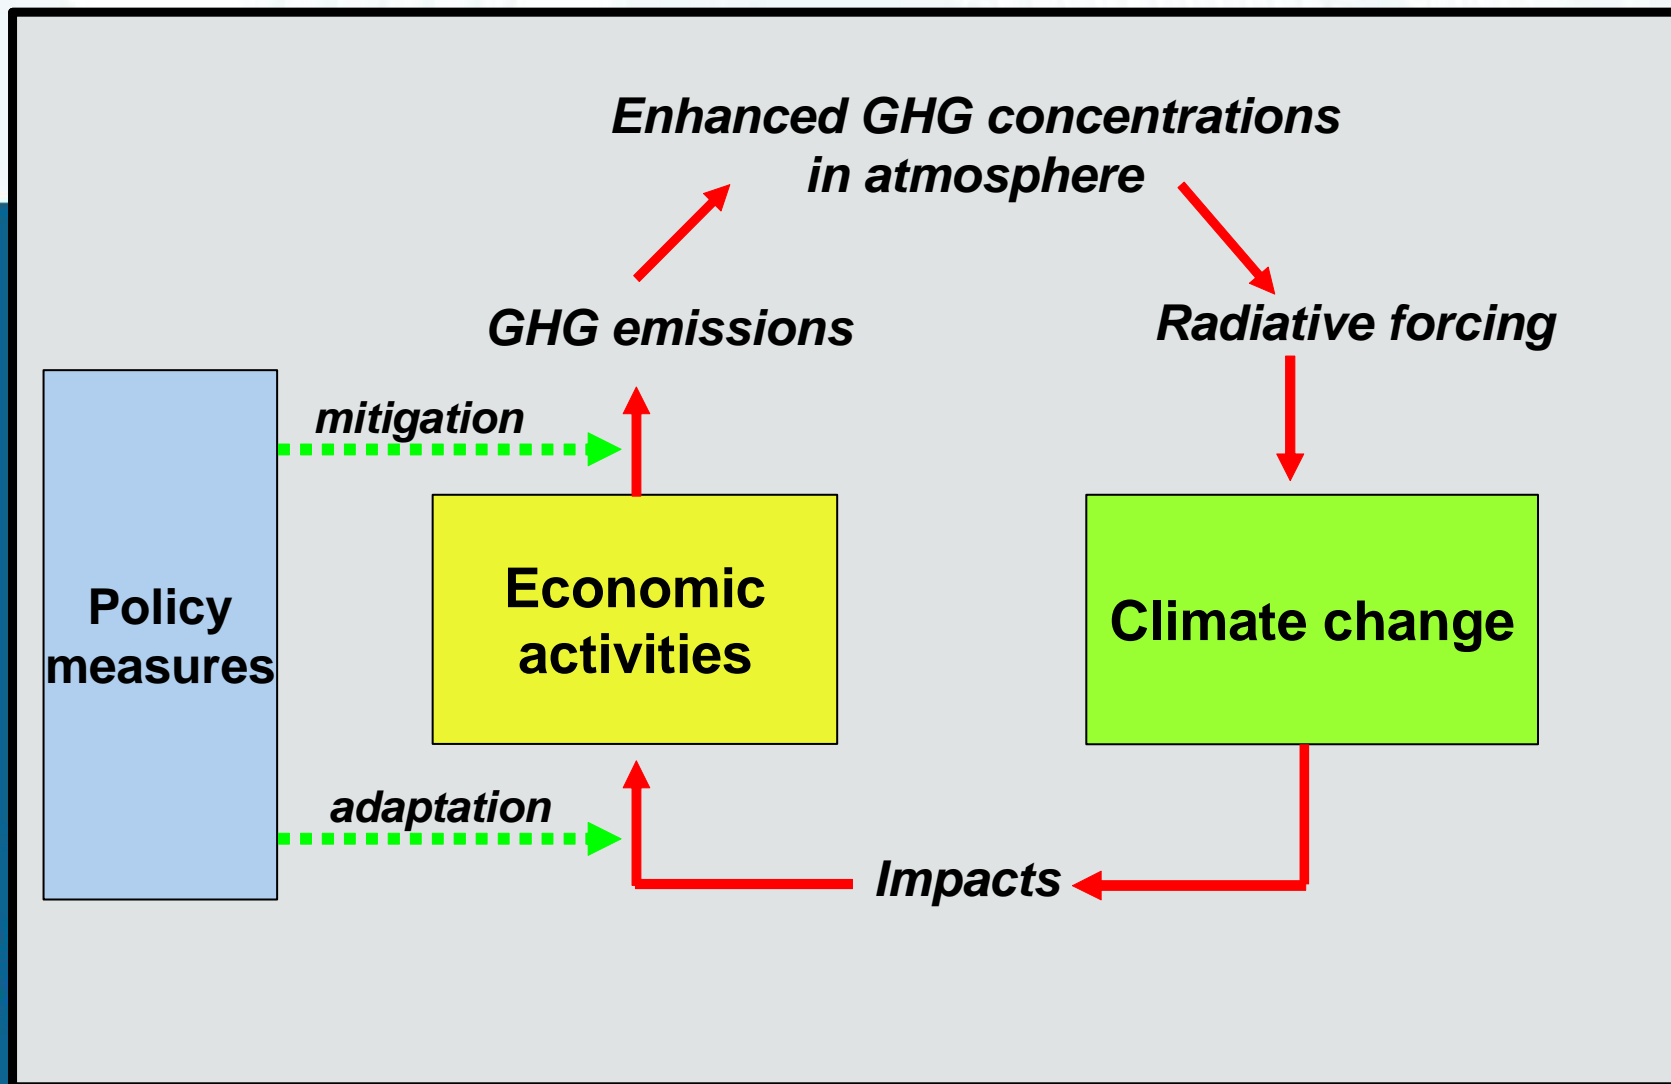 Enhanced GHG concentrations
in atmosphere
GHG emissions
Radiative forcing
mitigation
Policy
measures
Economic
activities
Climate change
adaptation
Impacts